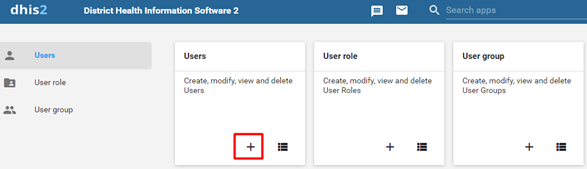 dhis2 District Health Information Software 2 Search apps
Users
User role
User group
Users
Create, modify, view and delete
Users
User role
Create, modify, view and delete
User Roles
User group
Create, modify, view and delete
User Groups